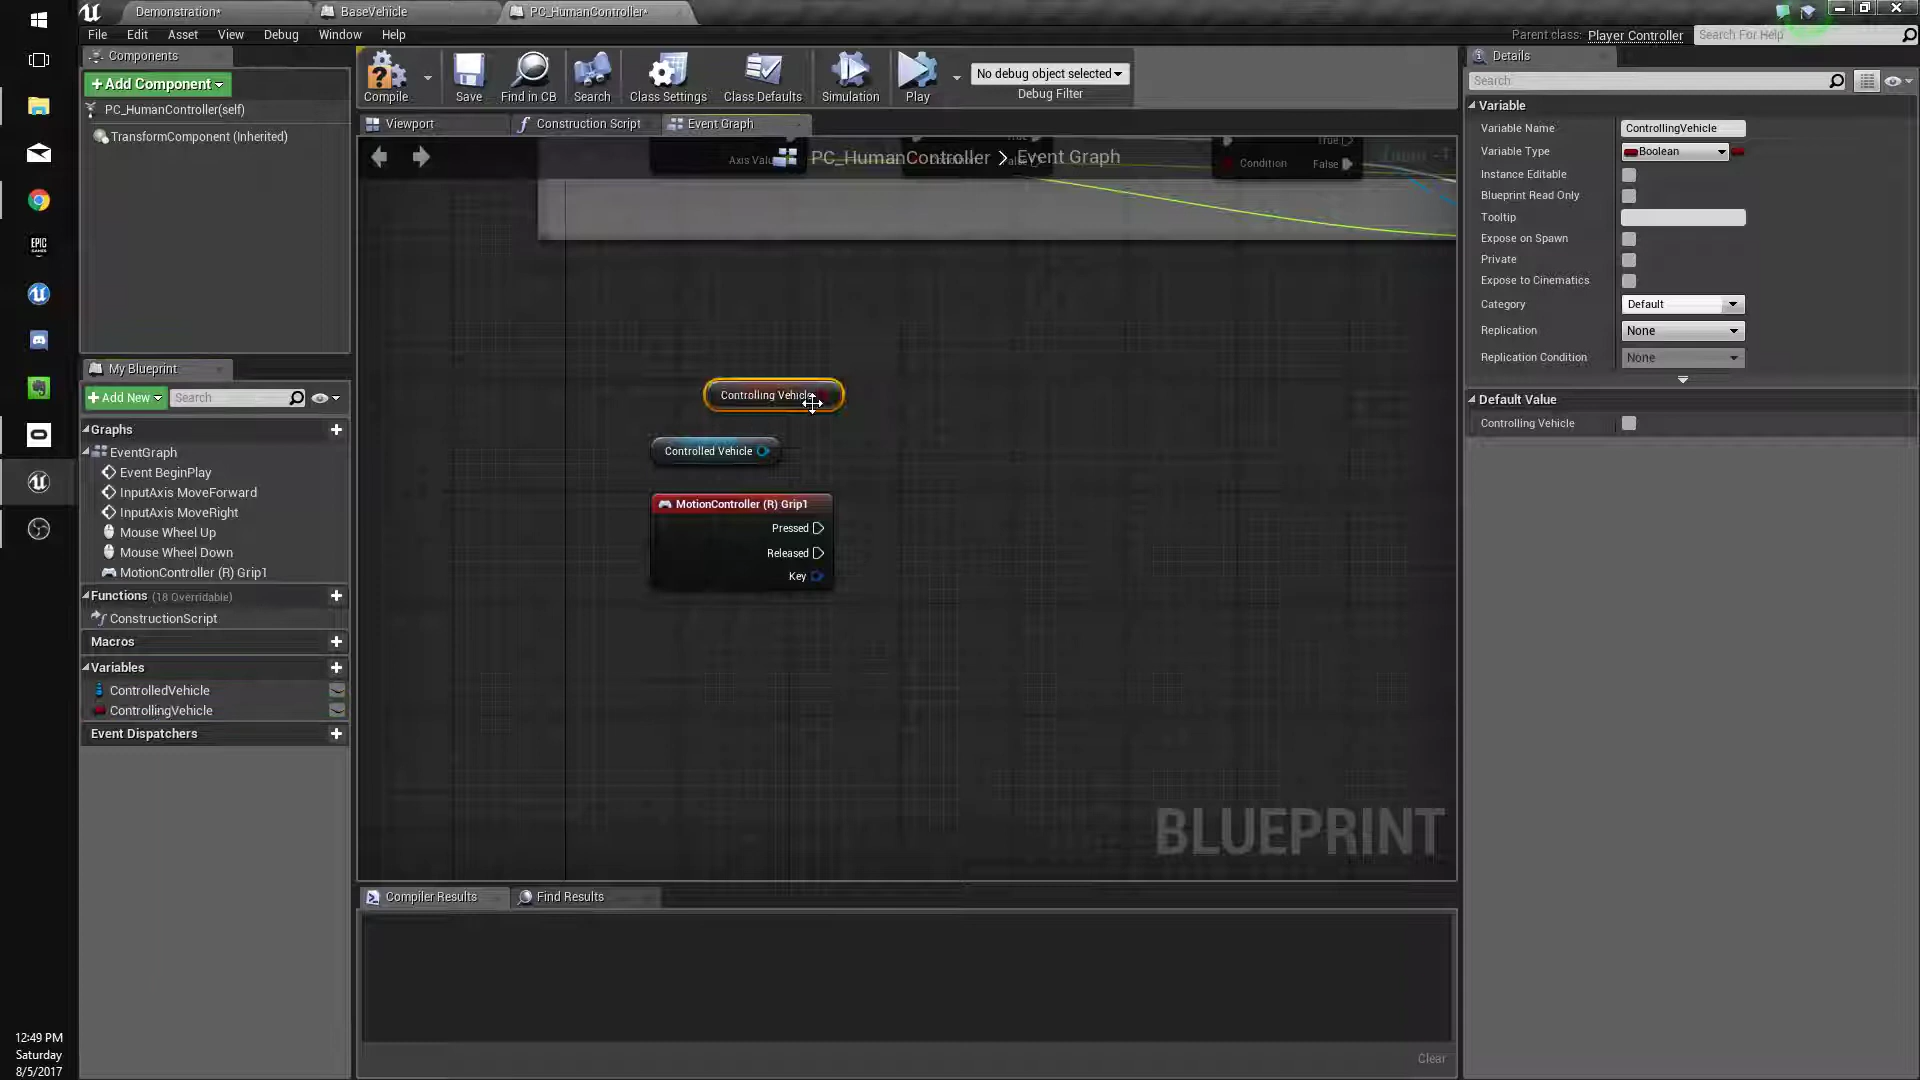 Demonstration*
BaseVehicle
PC_HumanController*
File
Edit
Asset
View
Debug
Window
Help
Parent class: Player Controller
Search For Help
Components
+Add Component
PC_HumanController(self)
TransformComponent (Inherited)
Compile
Save
Find in CB
Search
Class Settings
Class Defaults
Simulation
Play
No debug object selected
Debug Filter
Viewport
Construction Script
Event Graph
PC_HumanController > Event Graph
Axis Val
Condition
True
False
Controlling Vehicle
Controlled Vehicle
MotionController (R) Grip1
Pressed
Released
Key
BLUEPRINT
My Blueprint
+Add New
Search
Graphs
EventGraph
Event BeginPlay
InputAxis MoveForward
InputAxis MoveRight
Mouse Wheel Up
Mouse Wheel Down
MotionController (R) Grip1
Functions (18 Overridable)
ConstructionScript
Macros
Variables
ControlledVehicle
ControllingVehicle
Event Dispatchers
Compiler Results
Find Results
Clear
Details
Search
Variable
Variable Name
ControllingVehicle
Variable Type
Boolean
Instance Editable
Blueprint Read Only
Tooltip
Expose on Spawn
Private
Expose to Cinematics
Category
Default
Replication
None
Replication Condition
None
Default Value
Controlling Vehicle
EPIC
GAMES
12:49 PM
Saturday
8/5/2017